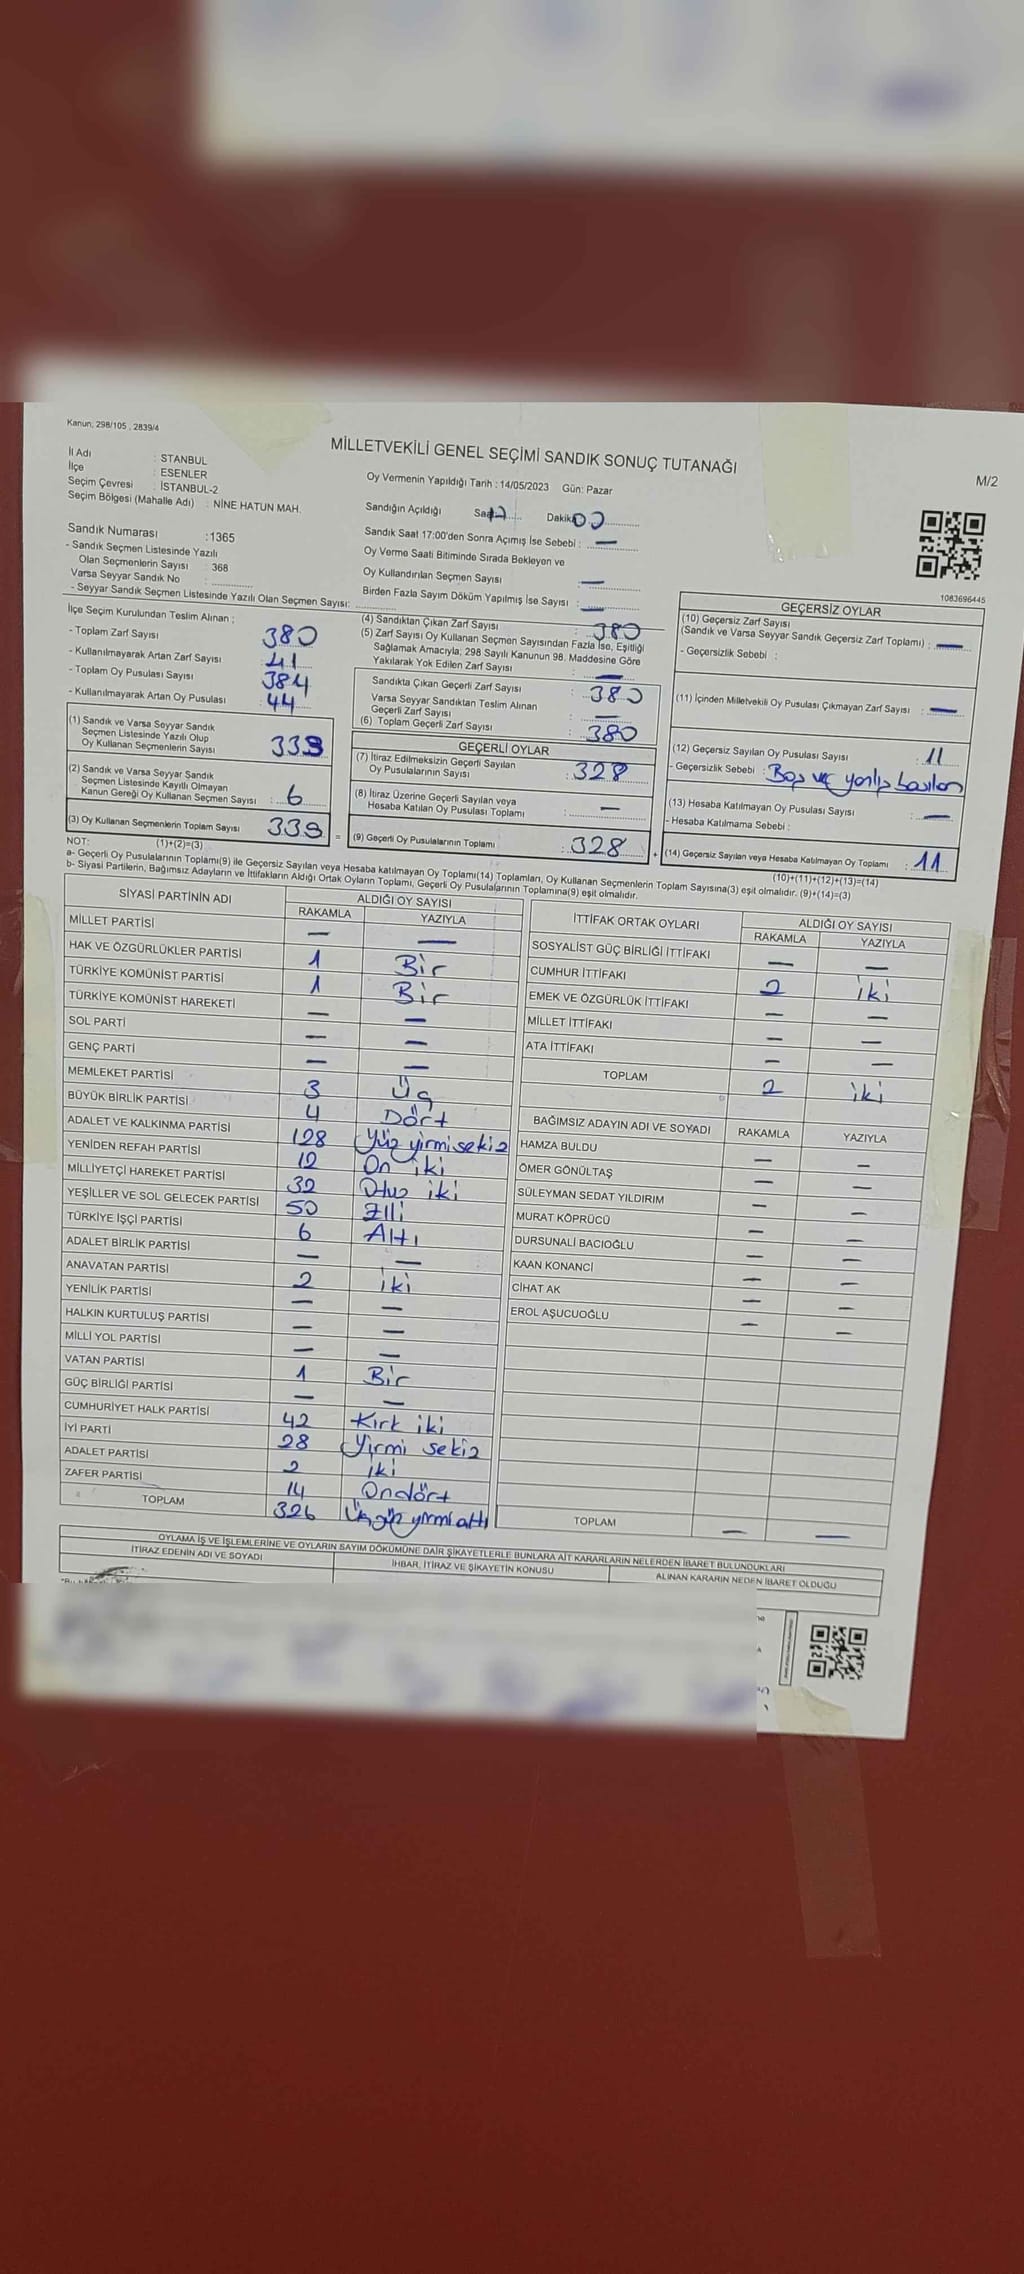 Kanun, 298/105 , 2839/4
MİLLETVEKİLİ GENEL SEÇİMİ SANDIK SONUÇ TUTANAĞI
M/2
İl Adı : STANBUL
İlçe : ESENLER
Seçim Çevresi : İSTANBUL-2
Seçim Bölgesi (Mahalle Adı) : NİNE HATUN MAH.
Sandık Numarası :1365
- Sandık Seçmen Listesinde Yazılı
Olan Seçmenlerin Sayısı : 368
Varsa Seyyar Sandık No :
- Seyyar Sandık Seçmen Listesinde Yazılı Olan Seçmen Sayısı:
Oy Vermenin Yapıldığı Tarih : 14/05/2023 Gün: Pazar
Sandığın Açıldığı Saat Dakika 00
Sandık Saat 17:00'den Sonra Açımış İse Sebebi : —
Oy Verme Saati Bitiminde Sırada Bekleyen ve
Oy Kullandırılan Seçmen Sayısı : —
Birden Fazla Sayım Döküm Yapılmış İse Sayısı : —
1083696445
İlçe Seçim Kurulundan Teslim Alınan ;
- Toplam Zarf Sayısı : 380
- Kullanılmayarak Artan Zarf Sayısı : 41
- Toplam Oy Pusulası Sayısı : 384
- Kullanılmayarak Artan Oy Pusulası : 44
(1) Sandık ve Varsa Seyyar Sandık
Seçmen Listesinde Yazılı Olup
Oy Kullanan Seçmenlerin Sayısı : 333
(2) Sandık ve Varsa Seyyar Sandık
Seçmen Listesinde Kayıtlı Olmayan
Kanun Gereği Oy Kullanan Seçmen Sayısı : 6
(3) Oy Kullanan Seçmenlerin Toplam Sayısı : 339 =
(1)+(2)=(3)
(4) Sandıktan Çıkan Zarf Sayısı : 380
(5) Zarf Sayısı Oy Kullanan Seçmen Sayısından Fazla İse, Eşitliği
Sağlamak Amacıyla, 298 Sayılı Kanunun 98. Maddesine Göre
Yakılarak Yok Edilen Zarf Sayısı : —
Sandıkta Çıkan Geçerli Zarf Sayısı : 380
Varsa Seyyar Sandıktan Teslim Alınan
Geçerli Zarf Sayısı : —
(6) Toplam Geçerli Zarf Sayısı : 380
GEÇERLİ OYLAR
(7) İtiraz Edilmeksizin Geçerli Sayılan
Oy Pusulalarının Sayısı : 328
(8) İtiraz Üzerine Geçerli Sayılan veya
Hesaba Katılan Oy Pusulası Toplamı : —
(9) Geçerli Oy Pusulalarının Toplamı : 328 +
GEÇERSİZ OYLAR
(10) Geçersiz Zarf Sayısı
(Sandık ve Varsa Seyyar Sandık Geçersiz Zarf Toplamı) : —
- Geçersizlik Sebebi :
(11) İçinden Milletvekili Oy Pusulası Çıkmayan Zarf Sayısı : —
(12) Geçersiz Sayılan Oy Pusulası Sayısı : 11
- Geçersizlik Sebebi : Boş ve yanlış basılan
(13) Hesaba Katılmayan Oy Pusulası Sayısı : —
- Hesaba Katılmama Sebebi :
(14) Geçersiz Sayılan veya Hesaba Katılmayan Oy Toplamı : 11
(10)+(11)+(12)+(13)=(14)
NOT:
a- Geçerli Oy Pusulalarının Toplamı(9) ile Geçersiz Sayılan veya Hesaba katılmayan Oy Toplamı(14) Toplamları, Oy Kullanan Seçmenlerin Toplam Sayısına(3) eşit olmalıdır. (9)+(14)=(3)
b- Siyasi Partilerin, Bağımsız Adayların ve İttifakların Aldığı Ortak Oyların Toplamı, Geçerli Oy Pusulalarının Toplamına(9) eşit olmalıdır.
SİYASİ PARTİNİN ADI ALDIĞI OY SAYISI
RAKAMLA YAZIYLA
MİLLET PARTİSİ — —
HAK VE ÖZGÜRLÜKLER PARTİSİ 1 Bir
TÜRKİYE KOMÜNİST PARTİSİ 1 Bir
TÜRKİYE KOMÜNİST HAREKETİ — —
SOL PARTİ — —
GENÇ PARTİ — —
MEMLEKET PARTİSİ 3 Üç
BÜYÜK BİRLİK PARTİSİ 4 Dört
ADALET VE KALKINMA PARTİSİ 128 Yüz yirmi sekiz
YENİDEN REFAH PARTİSİ 12 On iki
MİLLİYETÇİ HAREKET PARTİSİ 32 Otuz iki
YEŞİLLER VE SOL GELECEK PARTİSİ 50 Elli
TÜRKİYE İŞÇİ PARTİSİ 6 Altı
ADALET BİRLİK PARTİSİ — —
ANAVATAN PARTİSİ 2 iki
YENİLİK PARTİSİ — —
HALKIN KURTULUŞ PARTİSİ — —
MİLLİ YOL PARTİSİ — —
VATAN PARTİSİ 1 Bir
GÜÇ BİRLİĞİ PARTİSİ — —
CUMHURİYET HALK PARTİSİ 42 Kırk iki
İYİ PARTİ 28 Yirmi sekiz
ADALET PARTİSİ 2 iki
ZAFER PARTİSİ 14 Ondört
TOPLAM 326 Üçyüz yirmi altı
İTTİFAK ORTAK OYLARI ALDIĞI OY SAYISI
RAKAMLA YAZIYLA
SOSYALİST GÜÇ BİRLİĞİ İTTİFAKI — —
CUMHUR İTTİFAKI 2 iki
EMEK VE ÖZGÜRLÜK İTTİFAKI — —
MİLLET İTTİFAKI — —
ATA İTTİFAKI — —
TOPLAM 2 iki
BAĞIMSIZ ADAYIN ADI VE SOYADI RAKAMLA YAZIYLA
HAMZA BULDU — —
ÖMER GÖNÜLTAŞ — —
SÜLEYMAN SEDAT YILDIRIM — —
MURAT KÖPRÜCÜ — —
DURSUNALİ BACIOĞLU — —
KAAN KONANCİ — —
CİHAT AK — —
EROL AŞUCUOĞLU — —
TOPLAM — —
OYLAMA İŞ VE İŞLEMLERİNE VE OYLARIN SAYIM DÖKÜMÜNE DAİR ŞİKAYETLERLE BUNLARA AİT KARARLARIN NELERDEN İBARET BULUNDUKLARI
İTİRAZ EDENİN ADI VE SOYADI İHBAR, İTİRAZ VE ŞİKAYETİN KONUSU ALINAN KARARIN NEDEN İBARET OLDUĞU